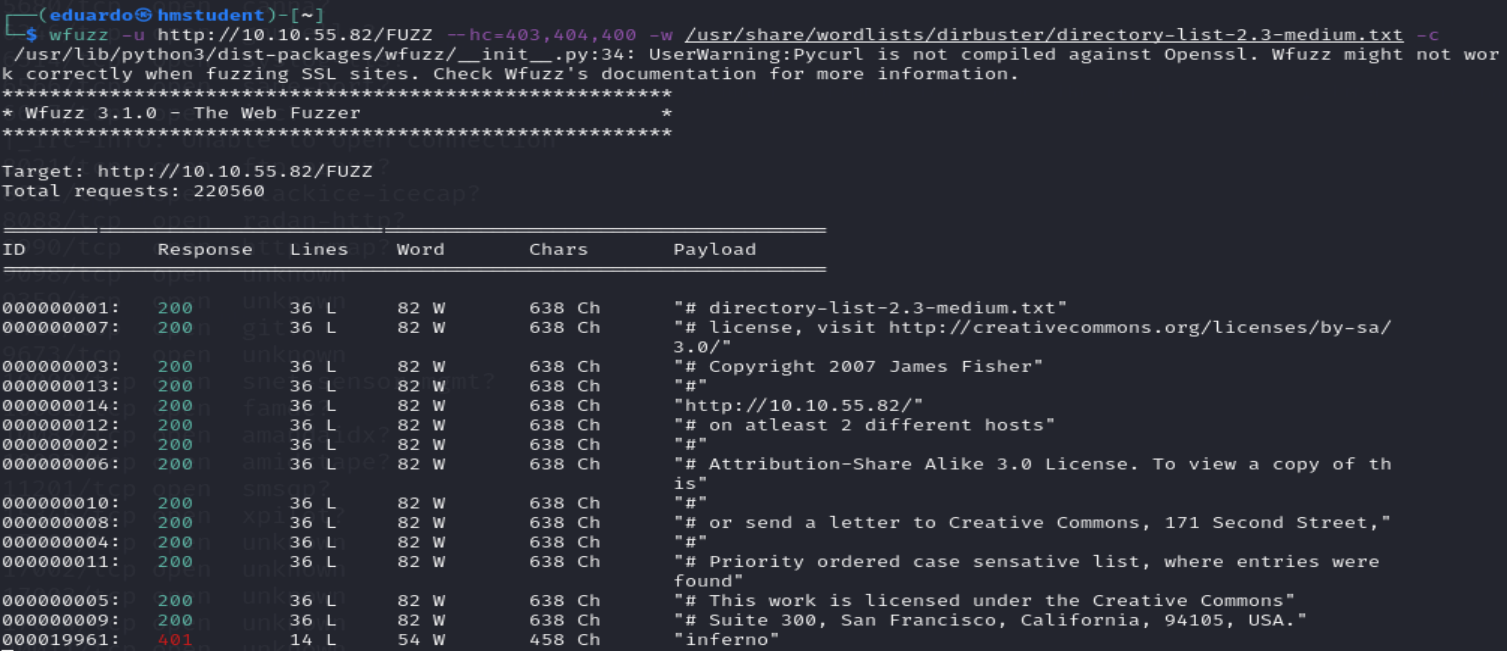 ┌──(eduardo㉿hmstudent)-[~]
└─$ wfuzz -u http://10.10.55.82/FUZZ --hc=403,404,400 -w /usr/share/wordlists/dirbuster/directory-list-2.3-medium.txt -c
/usr/lib/python3/dist-packages/wfuzz/__init__.py:34: UserWarning:Pycurl is not compiled against Openssl. Wfuzz might not wor
k correctly when fuzzing SSL sites. Check Wfuzz's documentation for more information.
********************************************************
* Wfuzz 3.1.0 - The Web Fuzzer                         *
********************************************************
Target: http://10.10.55.82/FUZZ
Total requests: 220560
=====================================================================
ID           Response   Lines    Word       Chars       Payload
=====================================================================
000000001:   200        36 L     82 W       638 Ch      "# directory-list-2.3-medium.txt"
000000007:   200        36 L     82 W       638 Ch      "# license, visit http://creativecommons.org/licenses/by-sa/
3.0/"
000000003:   200        36 L     82 W       638 Ch      "# Copyright 2007 James Fisher"
000000013:   200        36 L     82 W       638 Ch      "#"
000000014:   200        36 L     82 W       638 Ch      "http://10.10.55.82/"
000000012:   200        36 L     82 W       638 Ch      "# on atleast 2 different hosts"
000000002:   200        36 L     82 W       638 Ch      "#"
000000006:   200        36 L     82 W       638 Ch      "# Attribution-Share Alike 3.0 License. To view a copy of th
is"
000000010:   200        36 L     82 W       638 Ch      "#"
000000008:   200        36 L     82 W       638 Ch      "# or send a letter to Creative Commons, 171 Second Street,"
000000004:   200        36 L     82 W       638 Ch      "#"
000000011:   200        36 L     82 W       638 Ch      "# Priority ordered case sensative list, where entries were
found"
000000005:   200        36 L     82 W       638 Ch      "# This work is licensed under the Creative Commons"
000000009:   200        36 L     82 W       638 Ch      "# Suite 300, San Francisco, California, 94105, USA."
000019961:   401        14 L     54 W       458 Ch      "inferno"